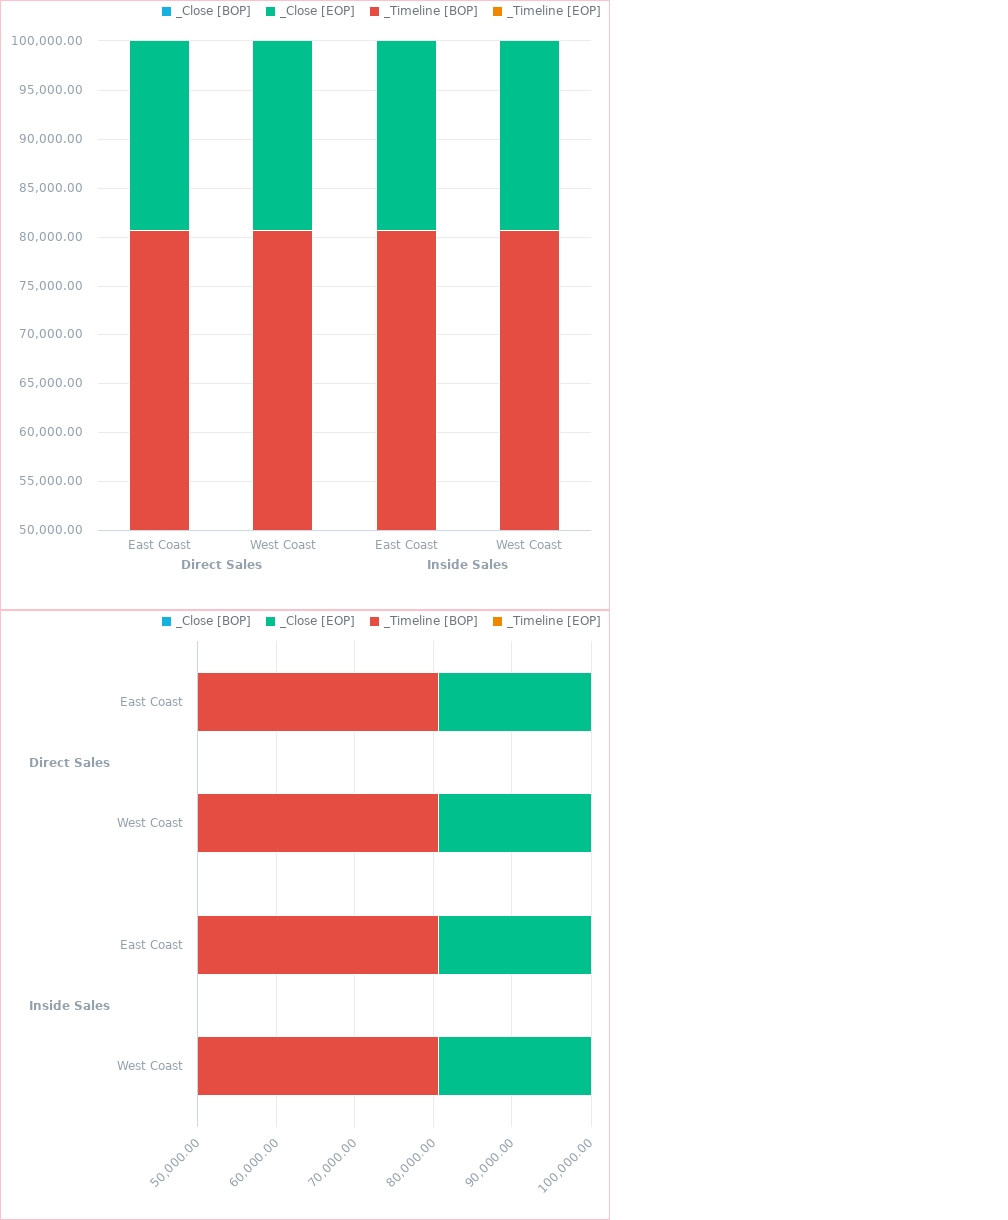 _Close [BOP] _Close [EOP] _Timeline [BOP] _Timeline [EOP]
100,000.00
95,000.00
90,000.00
85,000.00
80,000.00
75,000.00
70,000.00
65,000.00
60,000.00
55,000.00
50,000.00
East Coast West Coast East Coast West Coast
Direct Sales Inside Sales
_Close [BOP] _Close [EOP] _Timeline [BOP] _Timeline [EOP]
East Coast
Direct Sales
West Coast
East Coast
Inside Sales
West Coast
50,000.00 60,000.00 70,000.00 80,000.00 90,000.00 100,000.00